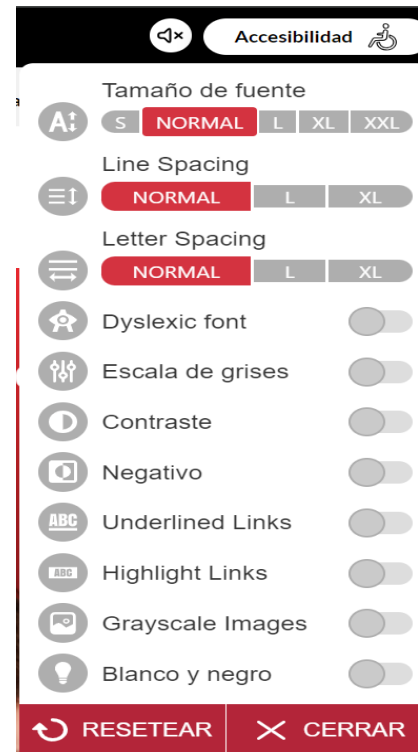 Accesibilidad
Tamaño de fuente
A
S NORMAL L XL XXL
Line Spacing
NORMAL L XL
Letter Spacing
NORMAL L XL
Dyslexic font
Escala de grises
Contraste
Negativo
ABC Underlined Links
ABC Highlight Links
Grayscale Images
Blanco y negro
RESETEAR CERRAR